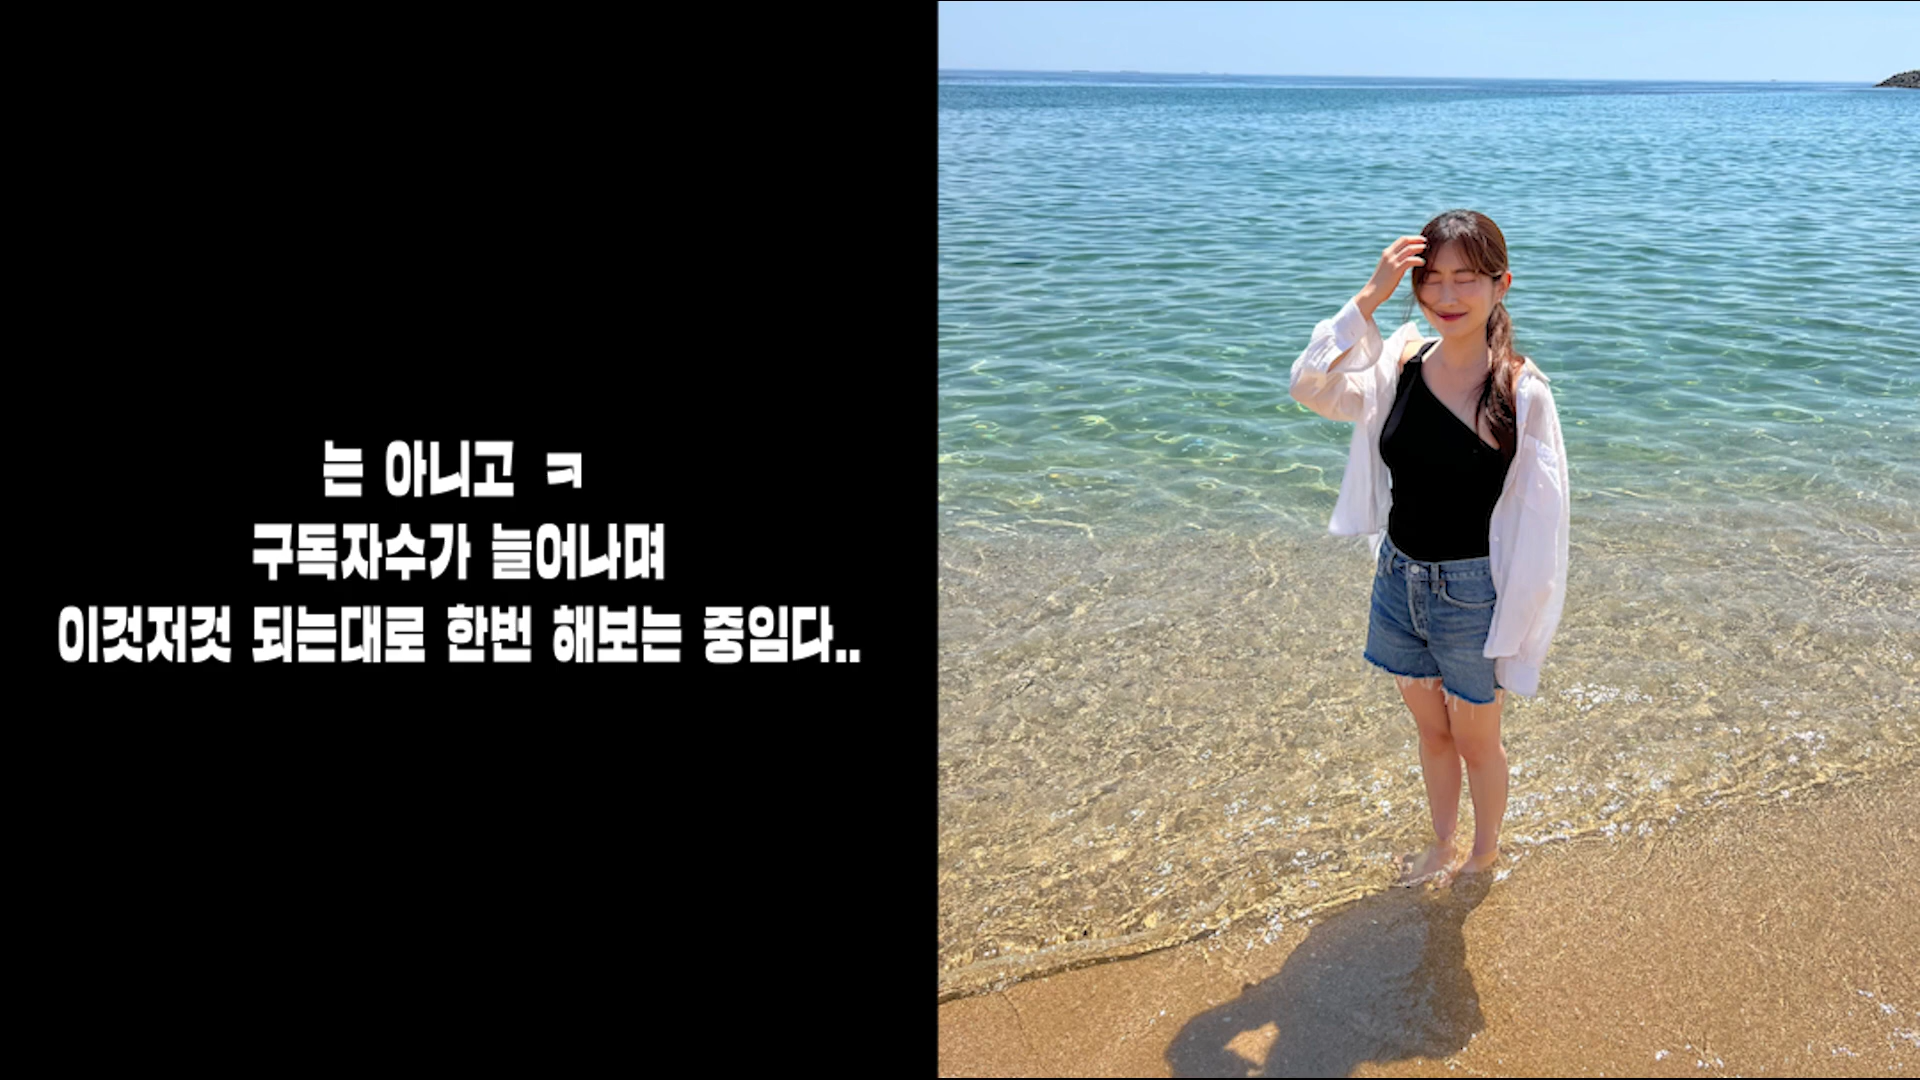 는 아니고 ㅋ
구독자수가 늘어나며
이것저것 되는대로 한번 해보는 중임다..